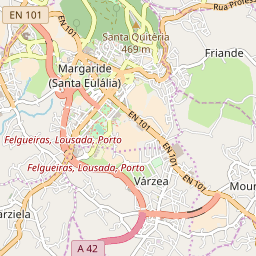 EN 101
Rua Profes
Santa Quitéria
469 m
Friande
Margaride
(Santa Eulália)
EN 101
Felgueiras, Lousada, Porto
EN 101
Felgueiras, Lousada, Porto
Várzea
EN 101
Mour
arziela
A 42